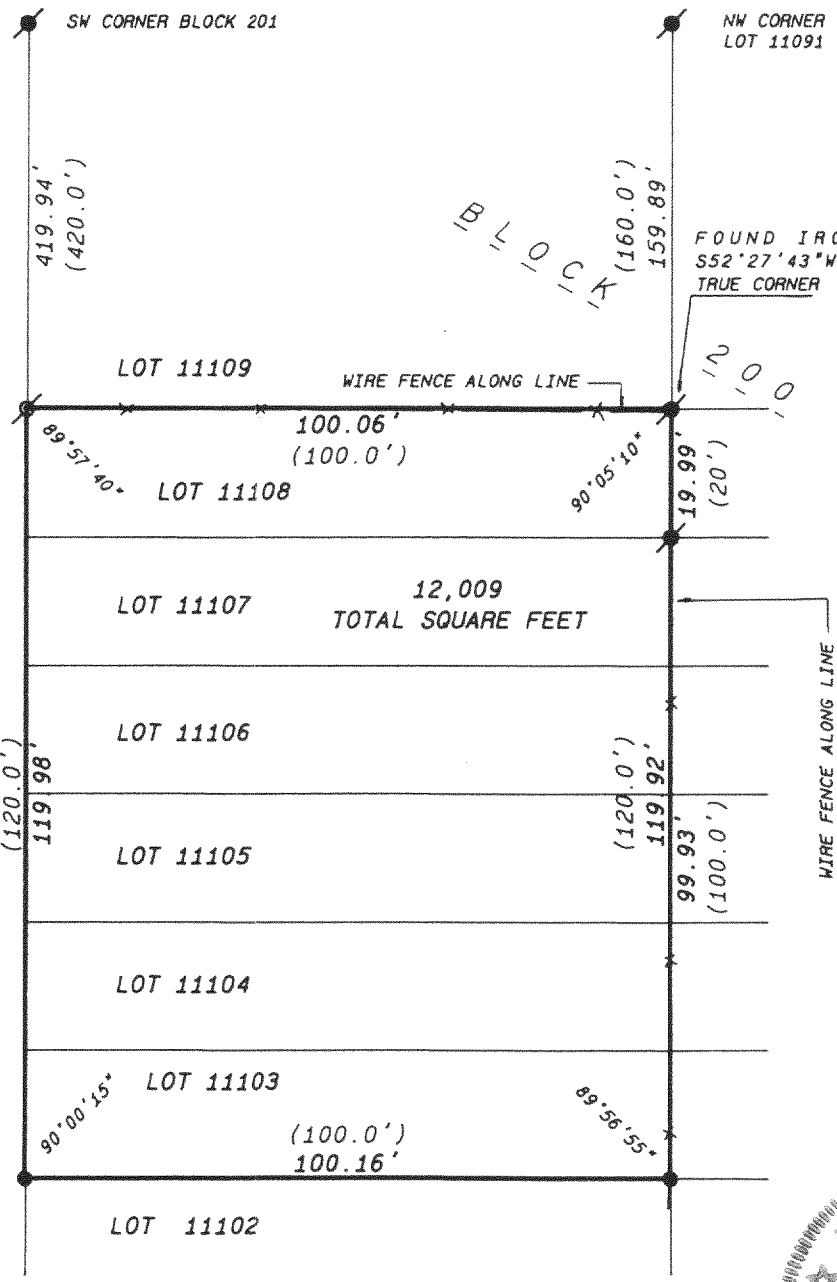 SW CORNER BLOCK 201
NW CORNER
LOT 11091
419.94'
(420.0')
BLOCK
(160.0')
159.89'
FOUND
S52°27'43"W
TRUE CORNER
LOT 11109
WIRE FENCE ALONG LINE
200
100.06'
(100.0')
89°57'40"
90°05'10"
19.99'
(20')
LOT 11108
LOT 11107
12,009
TOTAL SQUARE FEET
WIRE FENCE ALONG LINE
LOT 11106
(120.0')
119.98'
(120.0')
119.92'
99.93'
(100.0')
LOT 11105
LOT 11104
LOT 11103
90°00'15"
89°56'55"
(100.0')
100.16'
LOT 11102